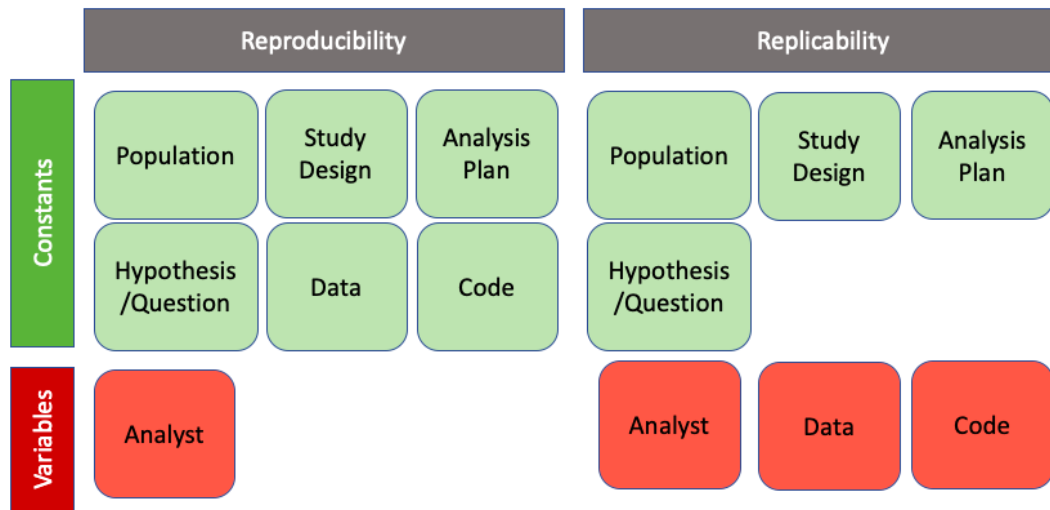 Reproducibility
Replicability
Constants
Population
Study
Design
Analysis
Plan
Population
Study
Design
Analysis
Plan
Hypothesis
/Question
Data
Code
Hypothesis
/Question
Variables
Analyst
Analyst
Data
Code